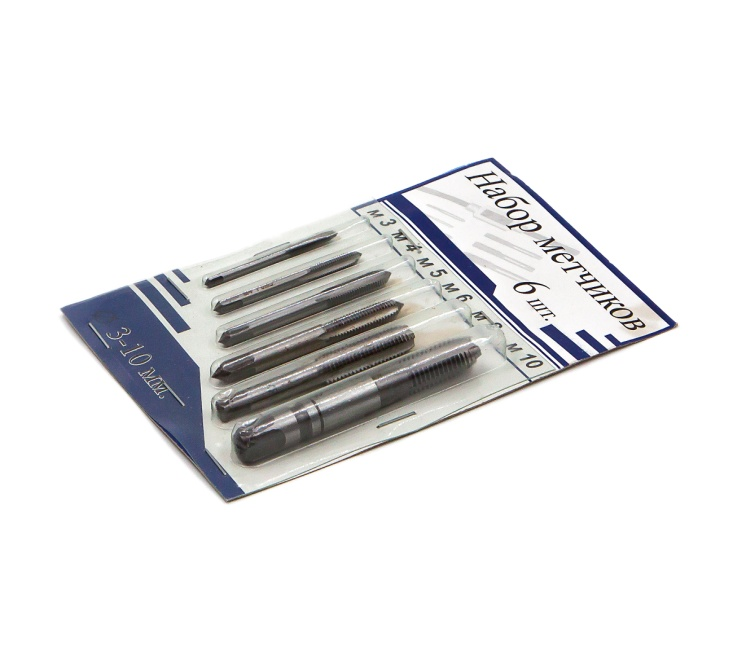 Набор метчиков
6 шт.
М 3
М 4
М 5
М 6
М 10
3-10 мм.